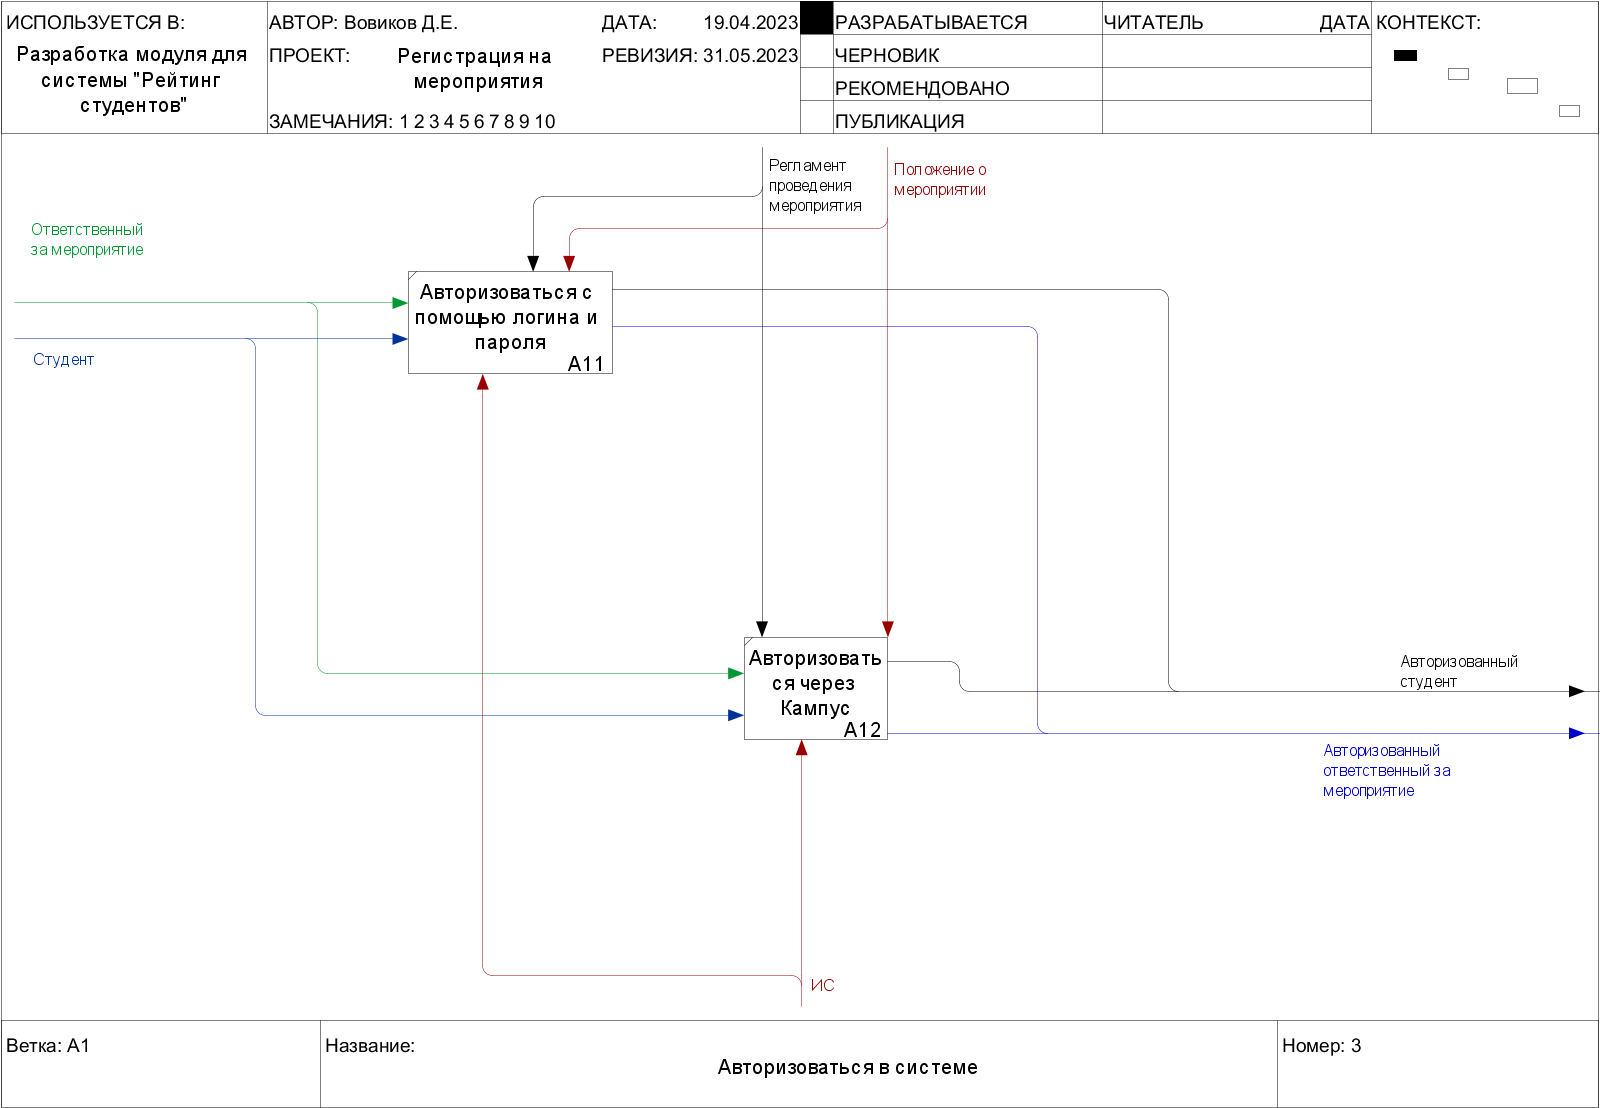 ИСПОЛЬЗУЕТСЯ В:
Разработка модуля для
системы "Рейтинг
студентов"
АВТОР: Вовиков Д.Е.
ДАТА: 19.04.2023
ПРОЕКТ: Регистрация на
мероприятия
РЕВИЗИЯ: 31.05.2023
ЗАМЕЧАНИЯ: 1 2 3 4 5 6 7 8 9 10
РАЗРАБАТЫВАЕТСЯ
ЧЕРНОВИК
РЕКОМЕНДОВАНО
ПУБЛИКАЦИЯ
ЧИТАТЕЛЬ ДАТА
КОНТЕКСТ:
Регламент
проведения
мероприятия
Положение о
мероприятии
Ответственный
за мероприятие
Студент
Авторизоваться с
помощью логина и
пароля
A11
Авторизовать
ся через
Кампус
A12
Авторизованный
студент
Авторизованный
ответственный за
мероприятие
ИС
Ветка: A1
Название:
Авторизоваться в системе
Номер: 3